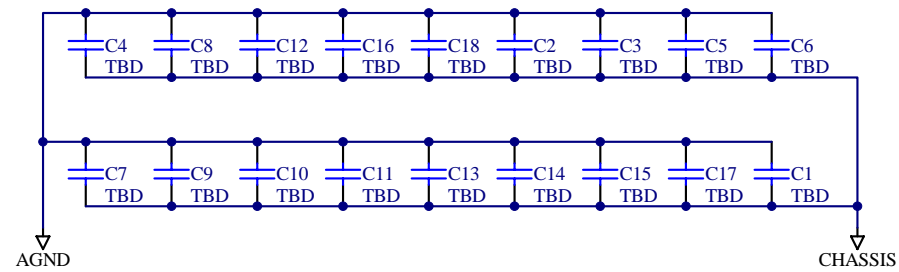 C4 C8 C12 C16 C18 C2 C3 C5 C6
TBD TBD TBD TBD TBD TBD TBD TBD TBD
C7 C9 C10 C11 C13 C14 C15 C17 C1
TBD TBD TBD TBD TBD TBD TBD TBD TBD
AGND CHASSIS